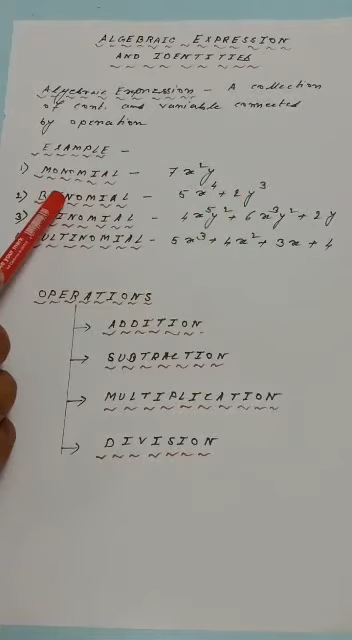 ALGEBRAIC EXPRESSION
AND IDENTITIES
Algebraic Expression - A collection
of cont. and variable connected
by operation
EXAMPLE -
1) MONOMIAL - 7x²y
2) B NOMIAL - 5x⁴ + 2y³
3) INOMIAL - 4x⁵y² + 6x³y² + 2y
ULTINOMIAL - 5x³ + 4x² + 3x + 4
OPERATIONS
→ ADDITION
→ SUBTRACTION
→ MULTIPLICATION
→ DIVISION